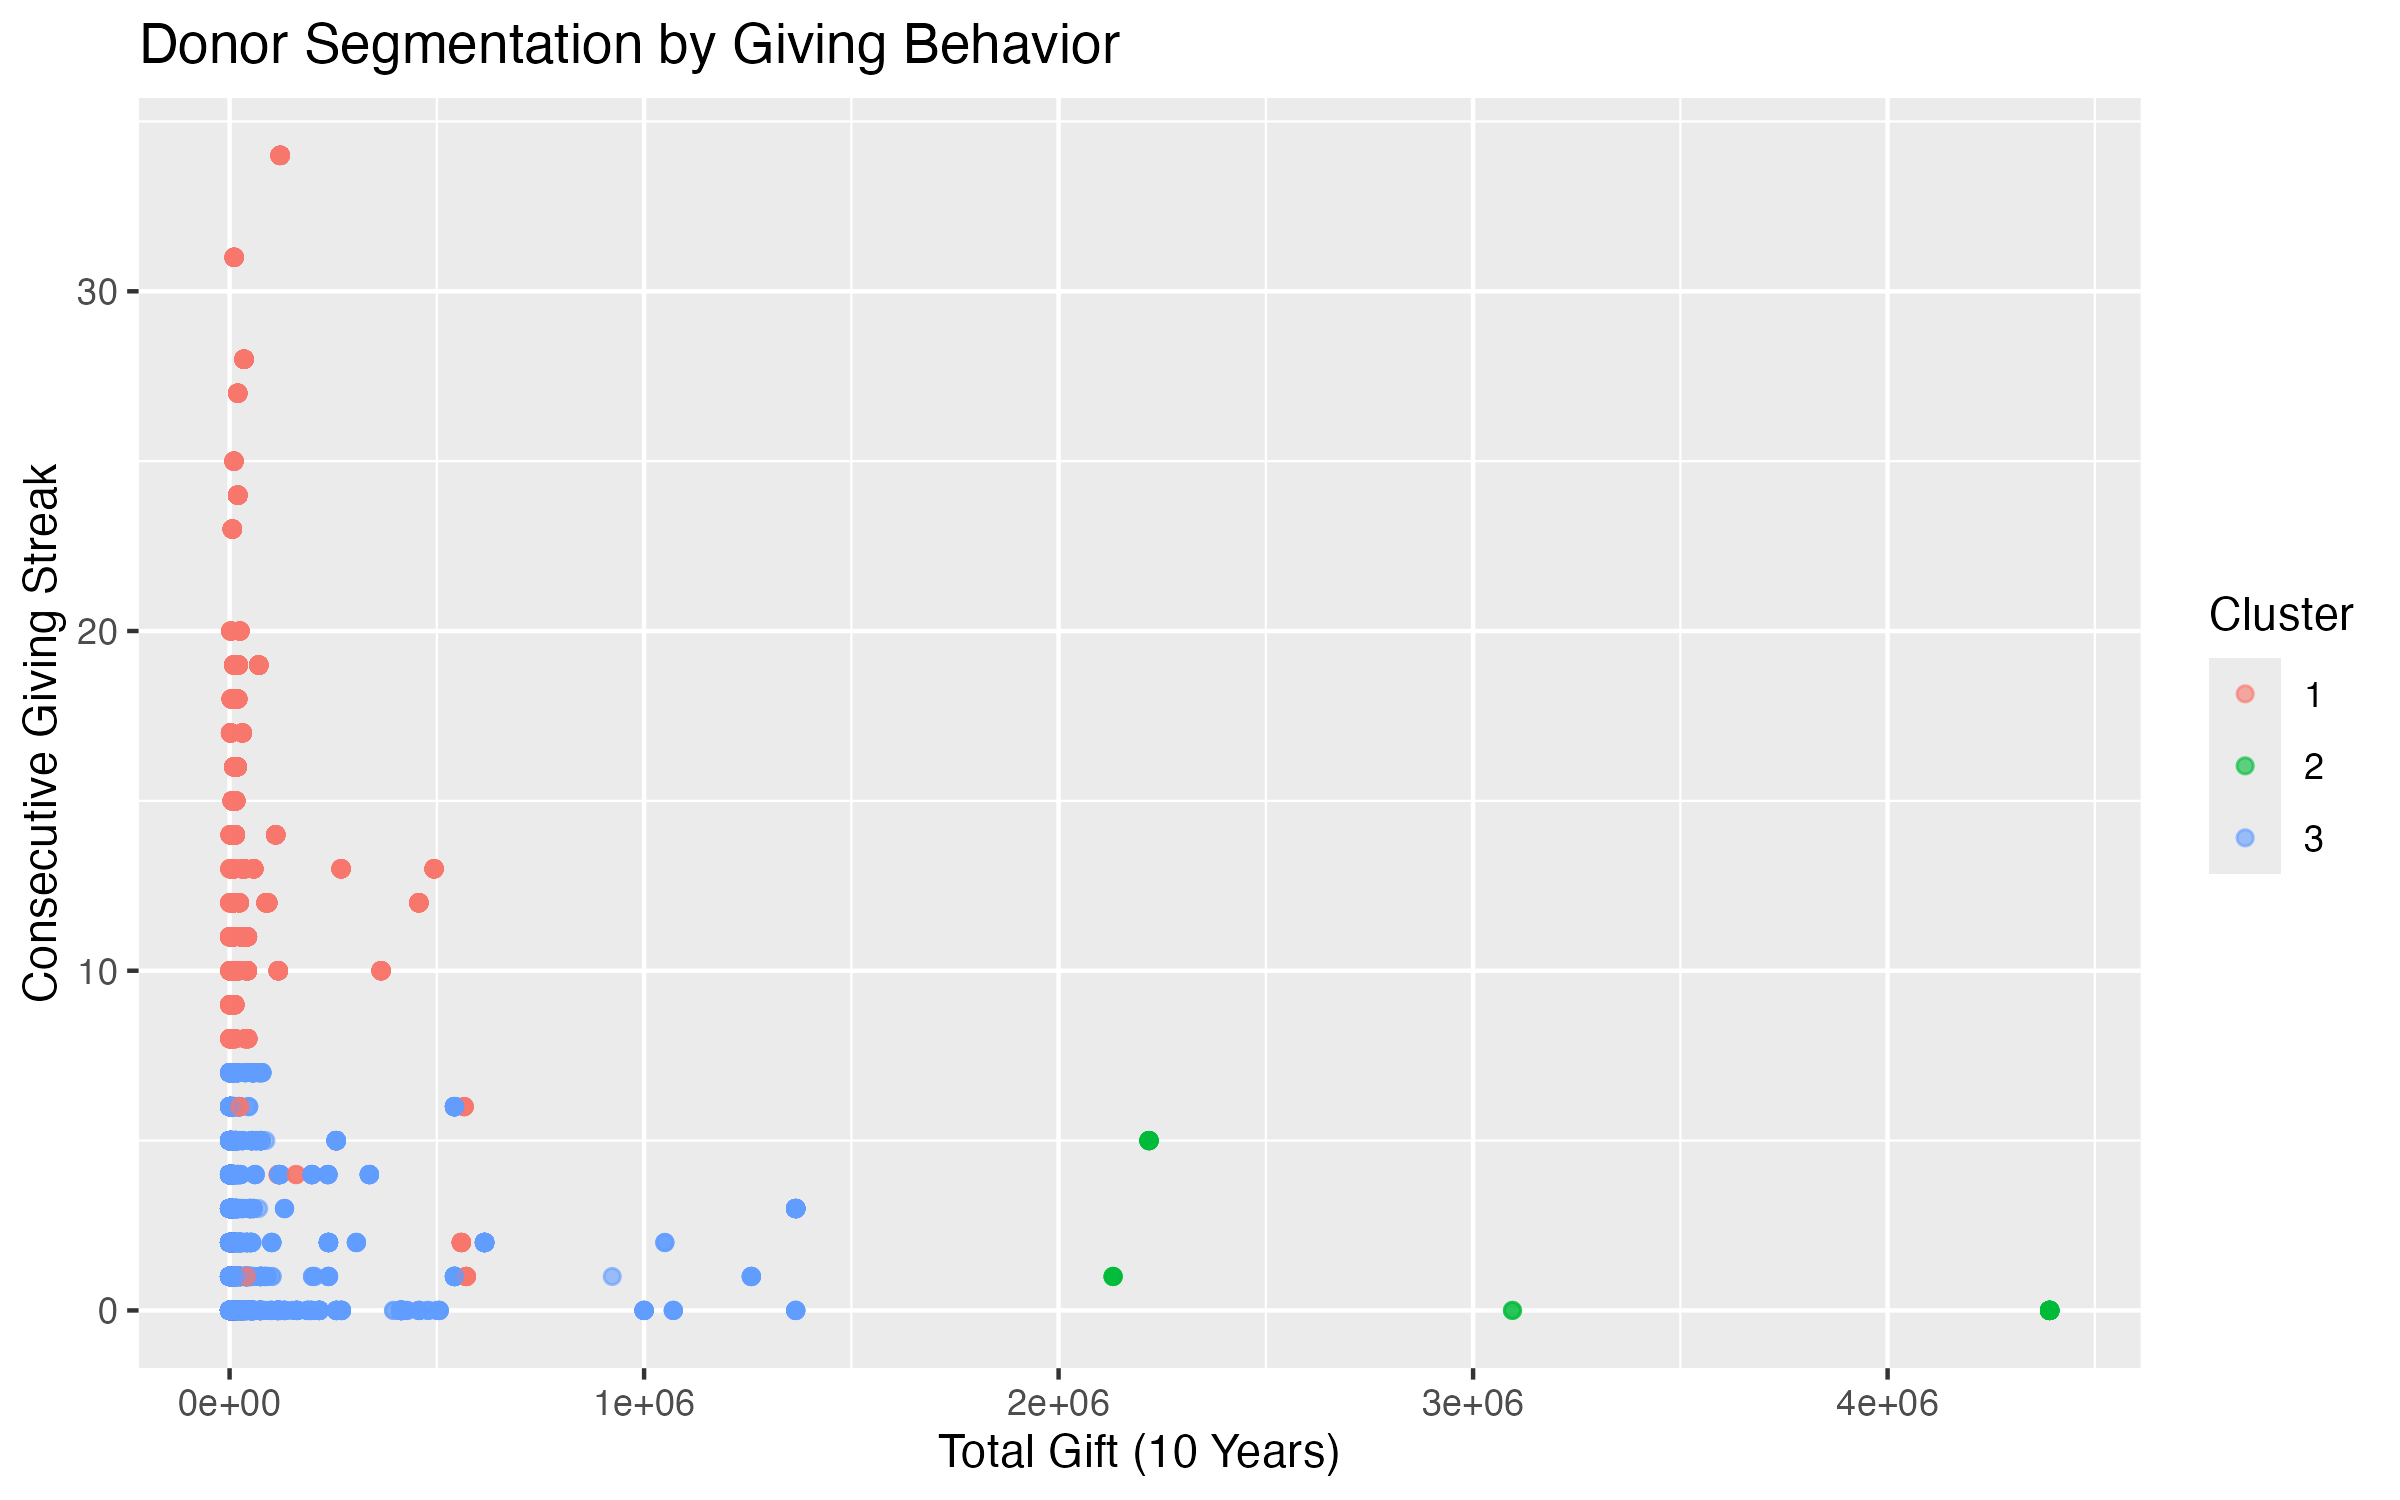 Donor Segmentation by Giving Behavior
Consecutive Giving Streak
30
20
10
0
0e+00
1e+06
2e+06
3e+06
4e+06
Total Gift (10 Years)
Cluster
1
2
3